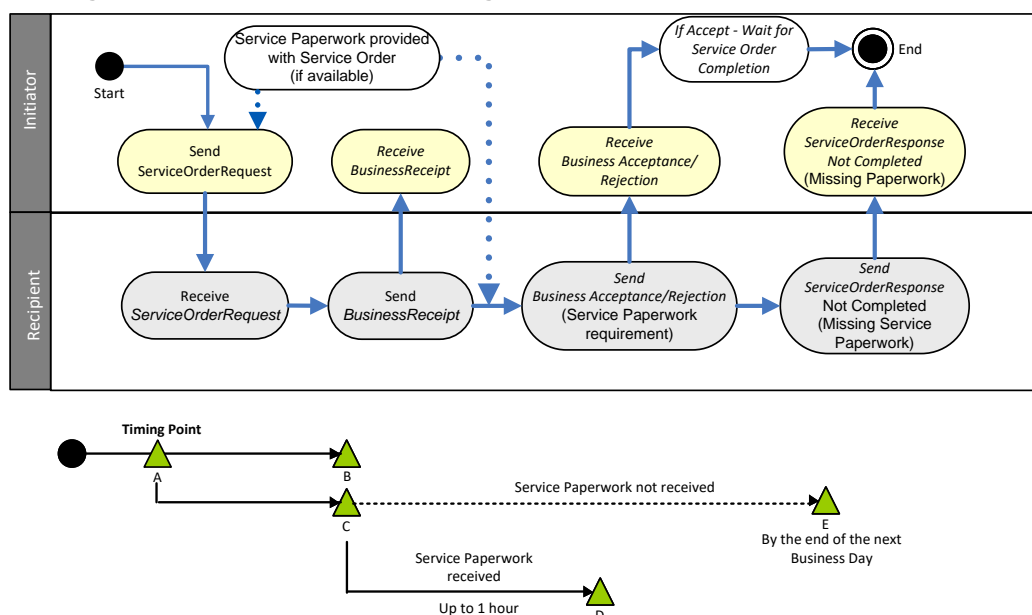 Initiator
Start
Service Paperwork provided
with Service Order
(if available)
If Accept - Wait for
Service Order
Completion
End
Send
ServiceOrderRequest
Receive
BusinessReceipt
Receive
Business Acceptance/
Rejection
Receive
ServiceOrderResponse
Not Completed
(Missing Paperwork)
Recipient
Receive
ServiceOrderRequest
Send
BusinessReceipt
Send
Business Acceptance/Rejection
(Service Paperwork
requirement)
Send
ServiceOrderResponse
Not Completed
(Missing Service
Paperwork)
Timing Point
A
B
C
Service Paperwork not received
E
By the end of the next
Business Day
Service Paperwork
received
Up to 1 hour
D